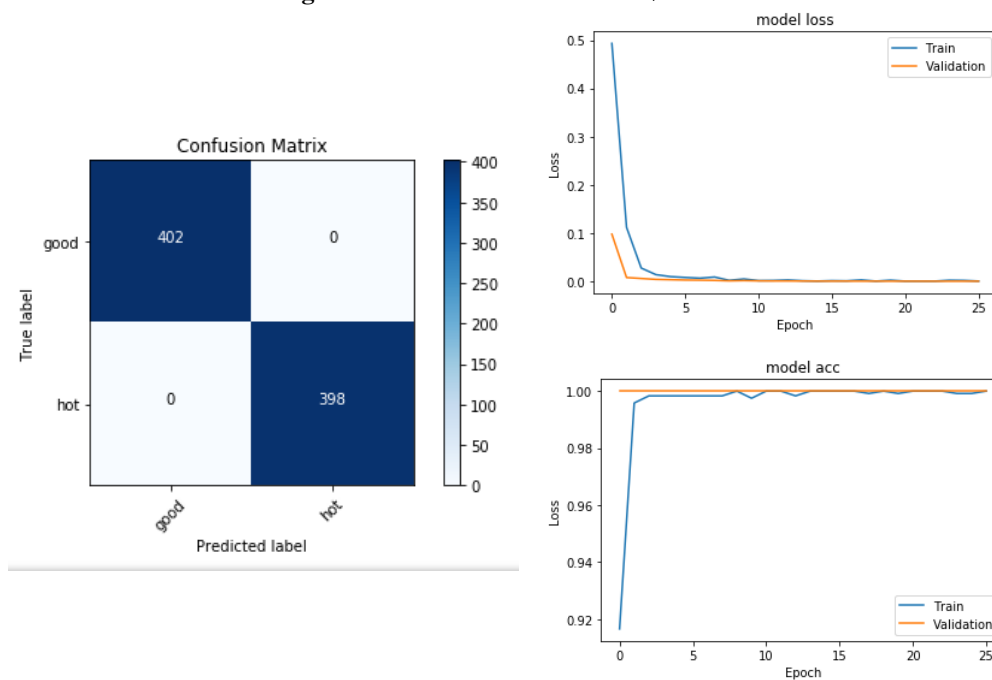 Confusion Matrix
True label
good
hot
402
0
0
398
good
hot
Predicted label
400
350
300
250
200
150
100
50
0
model loss
Loss
0.5
0.4
0.3
0.2
0.1
0.0
Train
Validation
0
5
10
15
20
25
Epoch
model acc
Loss
1.00
0.98
0.96
0.94
0.92
Train
Validation
0
5
10
15
20
25
Epoch